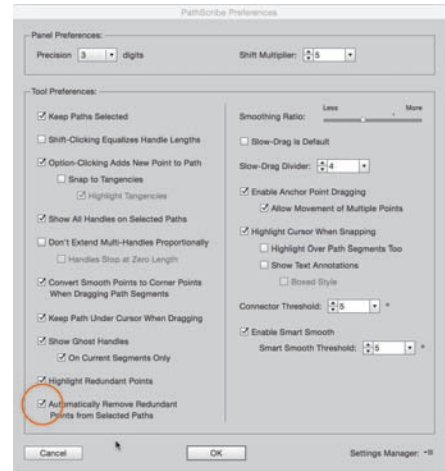 PathScribe Preferences
Panel Preferences:
Precision 3 digits
Shift Multiplier: 5
Tool Preferences:
Keep Paths Selected
Shift-Clicking Equalizes Handle Lengths
Option-Clicking Adds New Point to Path
Snap to Tangencies
Highlight Tangencies
Show All Handles on Selected Paths
Don't Extend Multi-Handles Proportionally
Handles Stop at Zero Length
Convert Smooth Points to Corner Points
When Dragging Path Segments
Keep Path Under Cursor When Dragging
Show Ghost Handles
On Current Segments Only
Highlight Redundant Points
Automatically Remove Redundant
Points from Selected Paths
Less More
Smoothing Ratio:
Slow-Drag is Default
Slow-Drag Divider: 4
Enable Anchor Point Dragging
Allow Movement of Multiple Points
Highlight Cursor When Snapping
Highlight Over Path Segments Too
Show Text Annotations
Boxed Style
Connector Threshold: 5 °
Enable Smart Smooth
Smart Smooth Threshold: 5 °
Cancel
OK
Settings Manager: